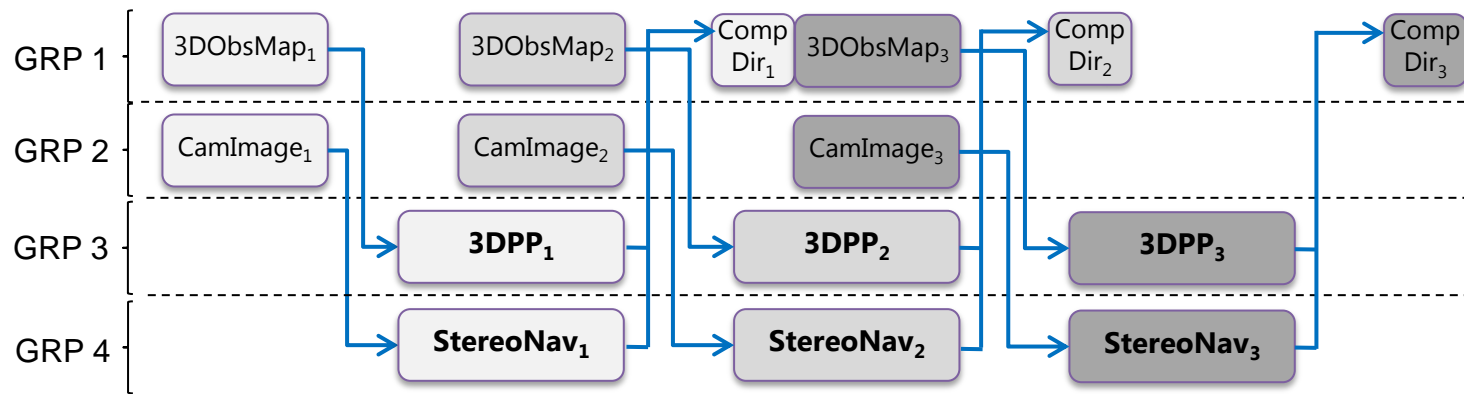 GRP 1
3DObsMap₁
3DObsMap₂
Comp
Dir₁
3DObsMap₃
Comp
Dir₂
Comp
Dir₃
GRP 2
CamImage₁
CamImage₂
CamImage₃
GRP 3
3DPP₁
3DPP₂
3DPP₃
GRP 4
StereoNav₁
StereoNav₂
StereoNav₃